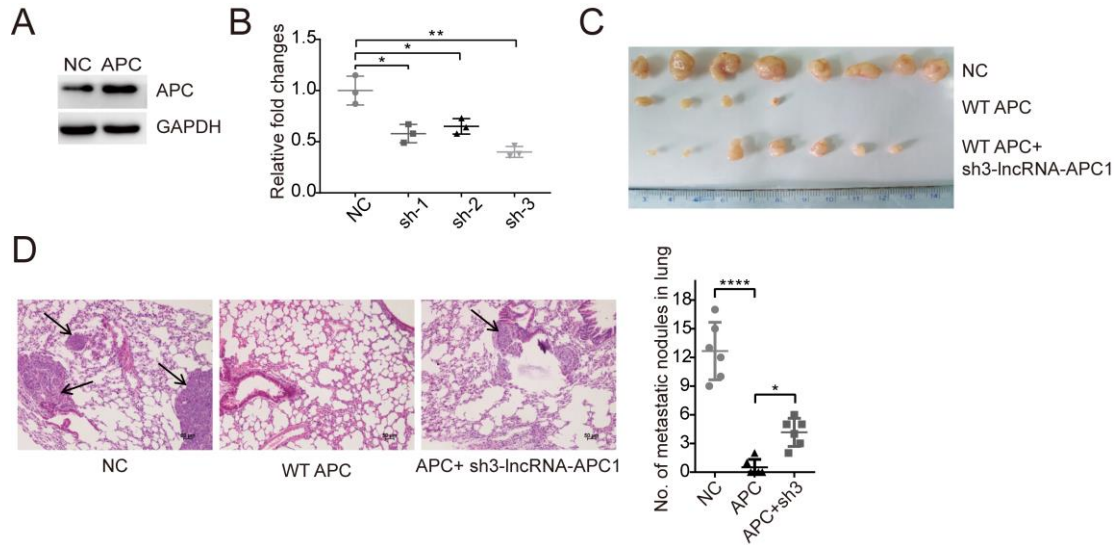 A
NC APC
APC
GAPDH
B
Relative fold changes
1.5
1.0
0.5
0.0
* * **
NC sh-1 sh-2 sh-3
C
NC
WT APC
WT APC+
sh3-lncRNA-APC1
D
NC
WT APC
APC+ sh3-lncRNA-APC1
No. of metastatic nodules in lung
18
15
12
9
6
3
0
****
*
NC APC APC+sh3